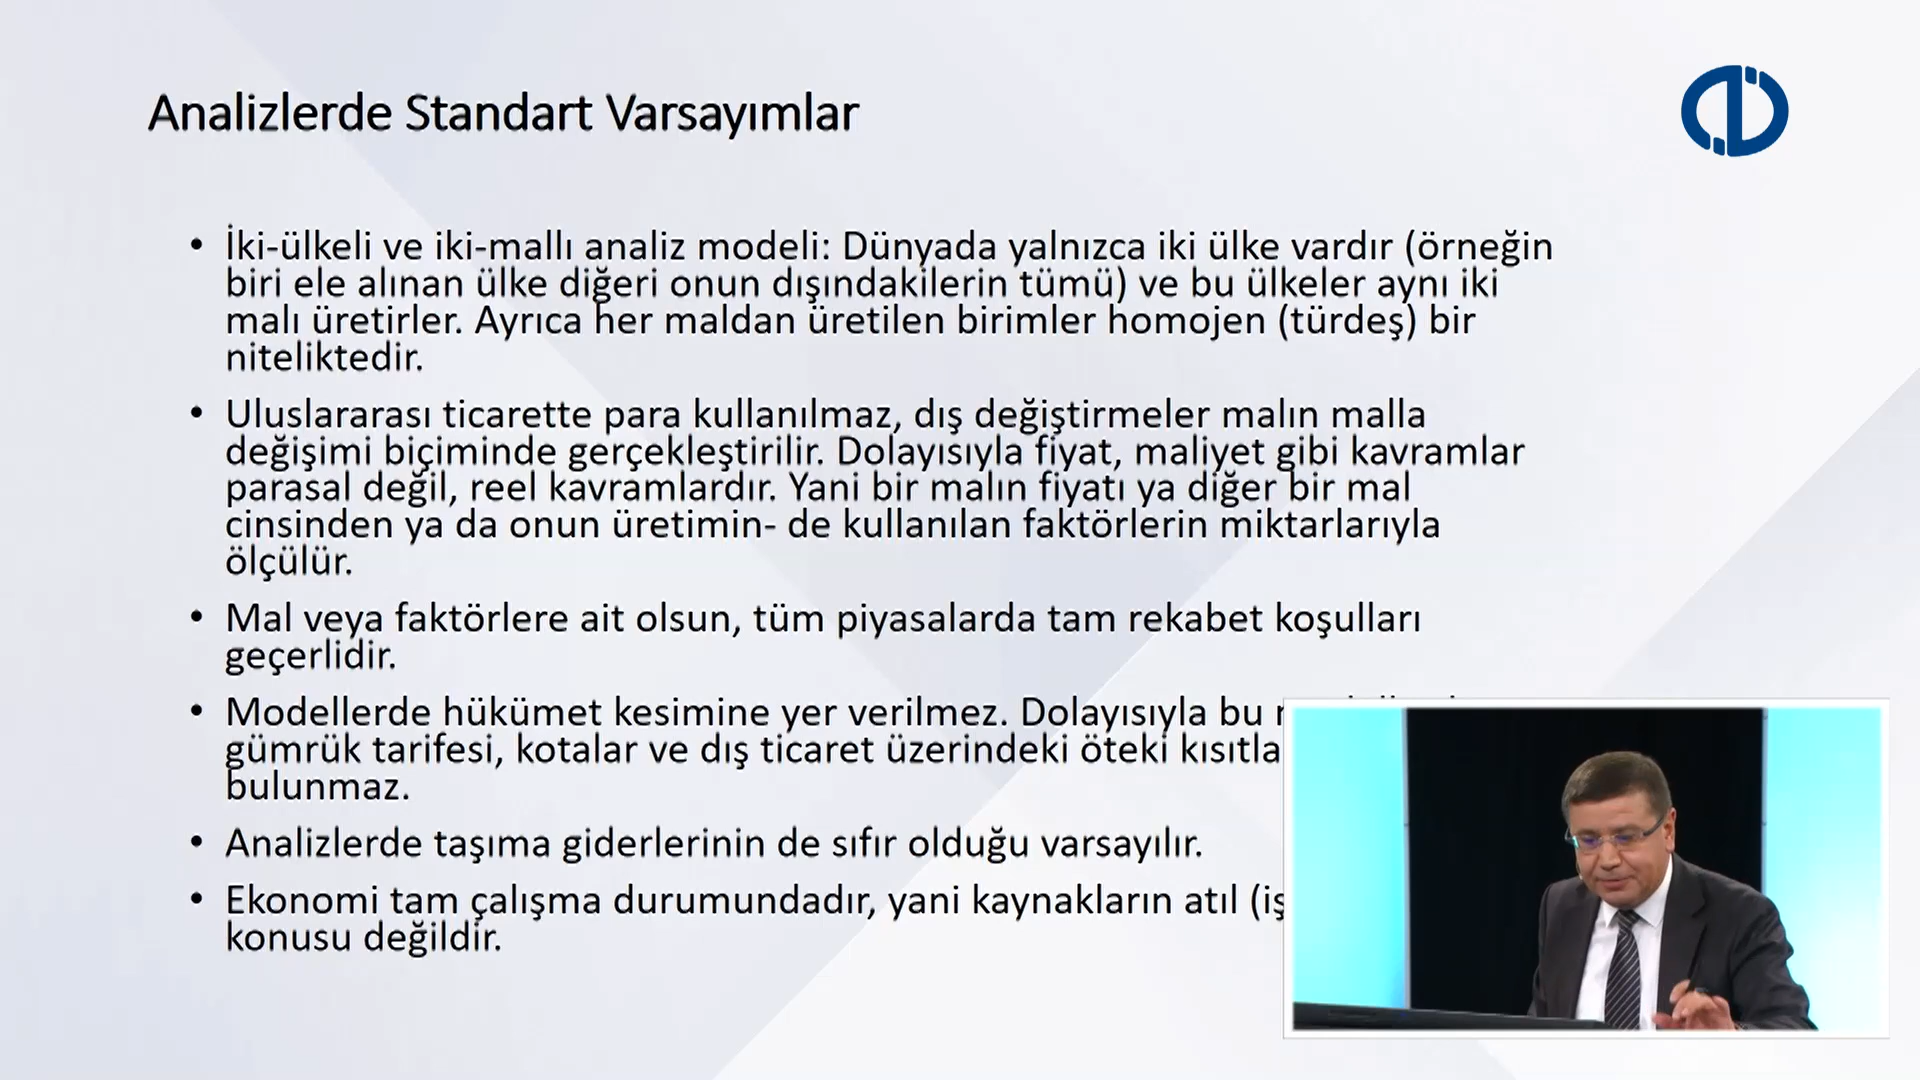 Analizlerde Standart Varsayımlar
• İki-ülkeli ve iki-mallı analiz modeli: Dünyada yalnızca iki ülke vardır (örneğin
biri ele alınan ülke diğeri onun dışındakilerin tümü) ve bu ülkeler aynı iki
malı üretirler. Ayrıca her maldan üretilen birimler homojen (türdeş) bir
niteliktedir.
• Uluslararası ticarette para kullanılmaz, dış değiştirmeler malın malla
değişimi biçiminde gerçekleştirilir. Dolayısıyla fiyat, maliyet gibi kavramlar
parasal değil, reel kavramlardır. Yani bir malın fiyatı ya diğer bir mal
cinsinden ya da onun üretimin- de kullanılan faktörlerin miktarlarıyla
ölçülür.
• Mal veya faktörlere ait olsun, tüm piyasalarda tam rekabet koşulları
geçerlidir.
• Modellerde hükümet kesimine yer verilmez. Dolayısıyla bu
gümrük tarifesi, kotalar ve dış ticaret üzerindeki öteki
bulunmaz.
• Analizlerde taşıma giderlerinin de sıfır olduğu varsayılır.
• Ekonomi tam çalışma durumundadır, yani kaynakların atıl
konusu değildir.